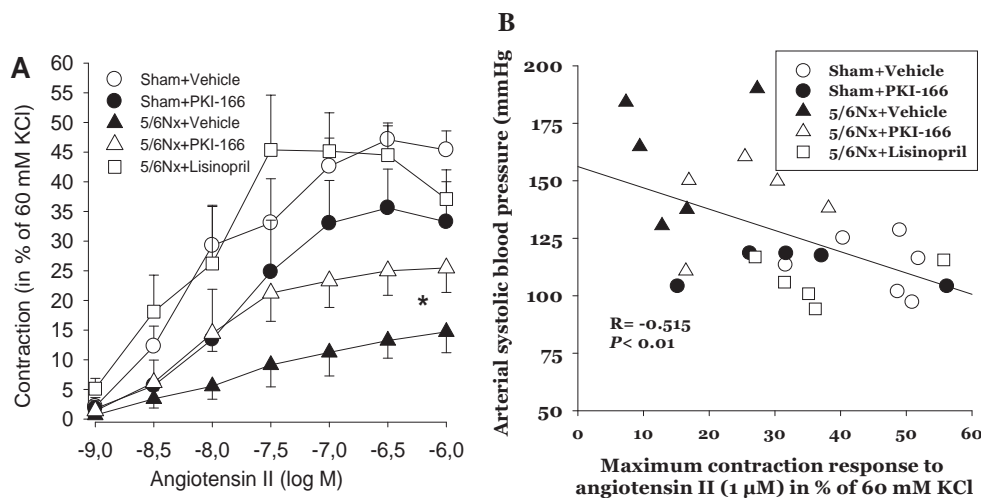 A
Contraction (in % of 60 mM KCl)
60
55
50
45
40
35
30
25
20
15
10
5
0
Sham+Vehicle
Sham+PKI-166
5/6Nx+Vehicle
5/6Nx+PKI-166
5/6Nx+Lisinopril
*
-9,0 -8,5 -8,0 -7,5 -7,0 -6,5 -6,0
Angiotensin II (log M)
B
Arterial systolic blood pressure (mmHg)
200
175
150
125
100
75
50
Sham+Vehicle
Sham+PKI-166
5/6Nx+Vehicle
5/6Nx+PKI-166
5/6Nx+Lisinopril
R= -0.515
P< 0.01
0 10 20 30 40 50 60
Maximum contraction response to
angiotensin II (1 µM) in % of 60 mM KCl